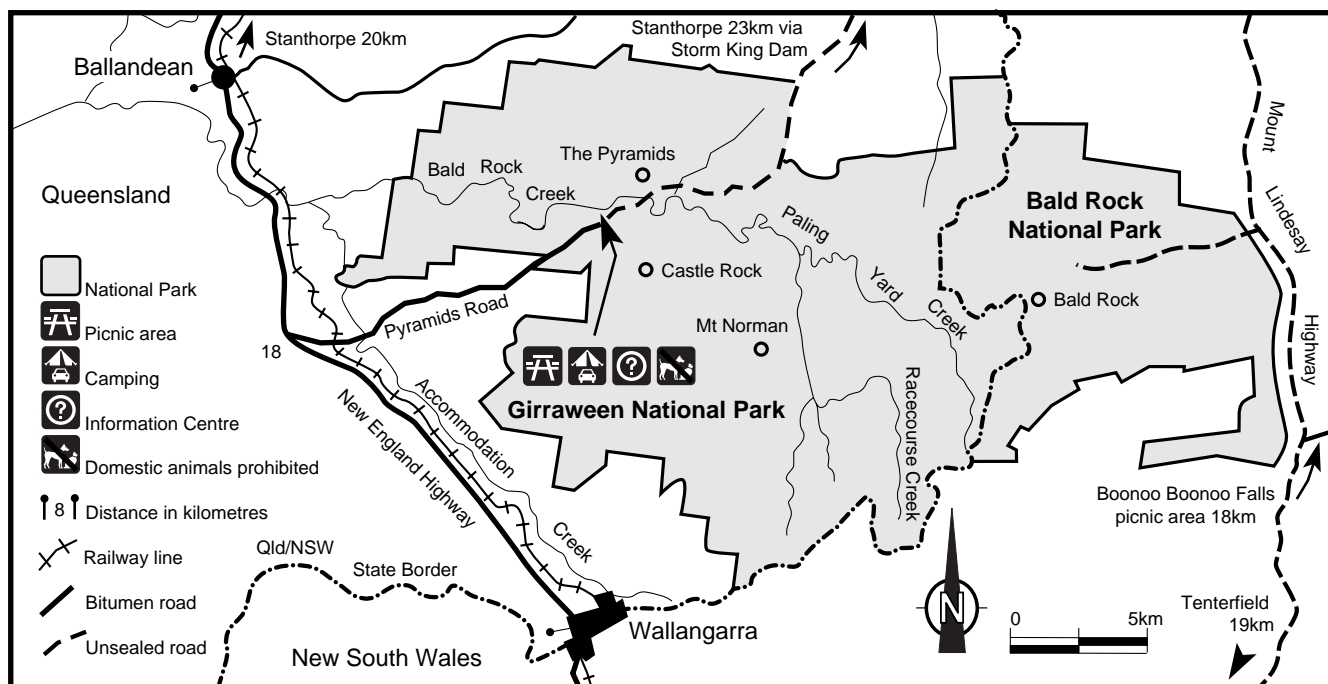 Stanthorpe 20km
Stanthorpe 23km via
Storm King Dam
Ballandean
Mount
Lindesay
Highway
The Pyramids
Bald Rock
Creek
Queensland
Bald Rock
National Park
Paling
Yard
Creek
National Park
Castle Rock
Bald Rock
Picnic area
Pyramids Road
Mt Norman
18
Camping
Information Centre
Girraween National Park
Racecourse Creek
Accommodation
Creek
New England Highway
Domestic animals prohibited
8 Distance in kilometres
Boonoo Boonoo Falls
picnic area 18km
Railway line
Qld/NSW
State Border
Bitumen road
N
0 5km
Tenterfield
19km
Wallangarra
Unsealed road
New South Wales